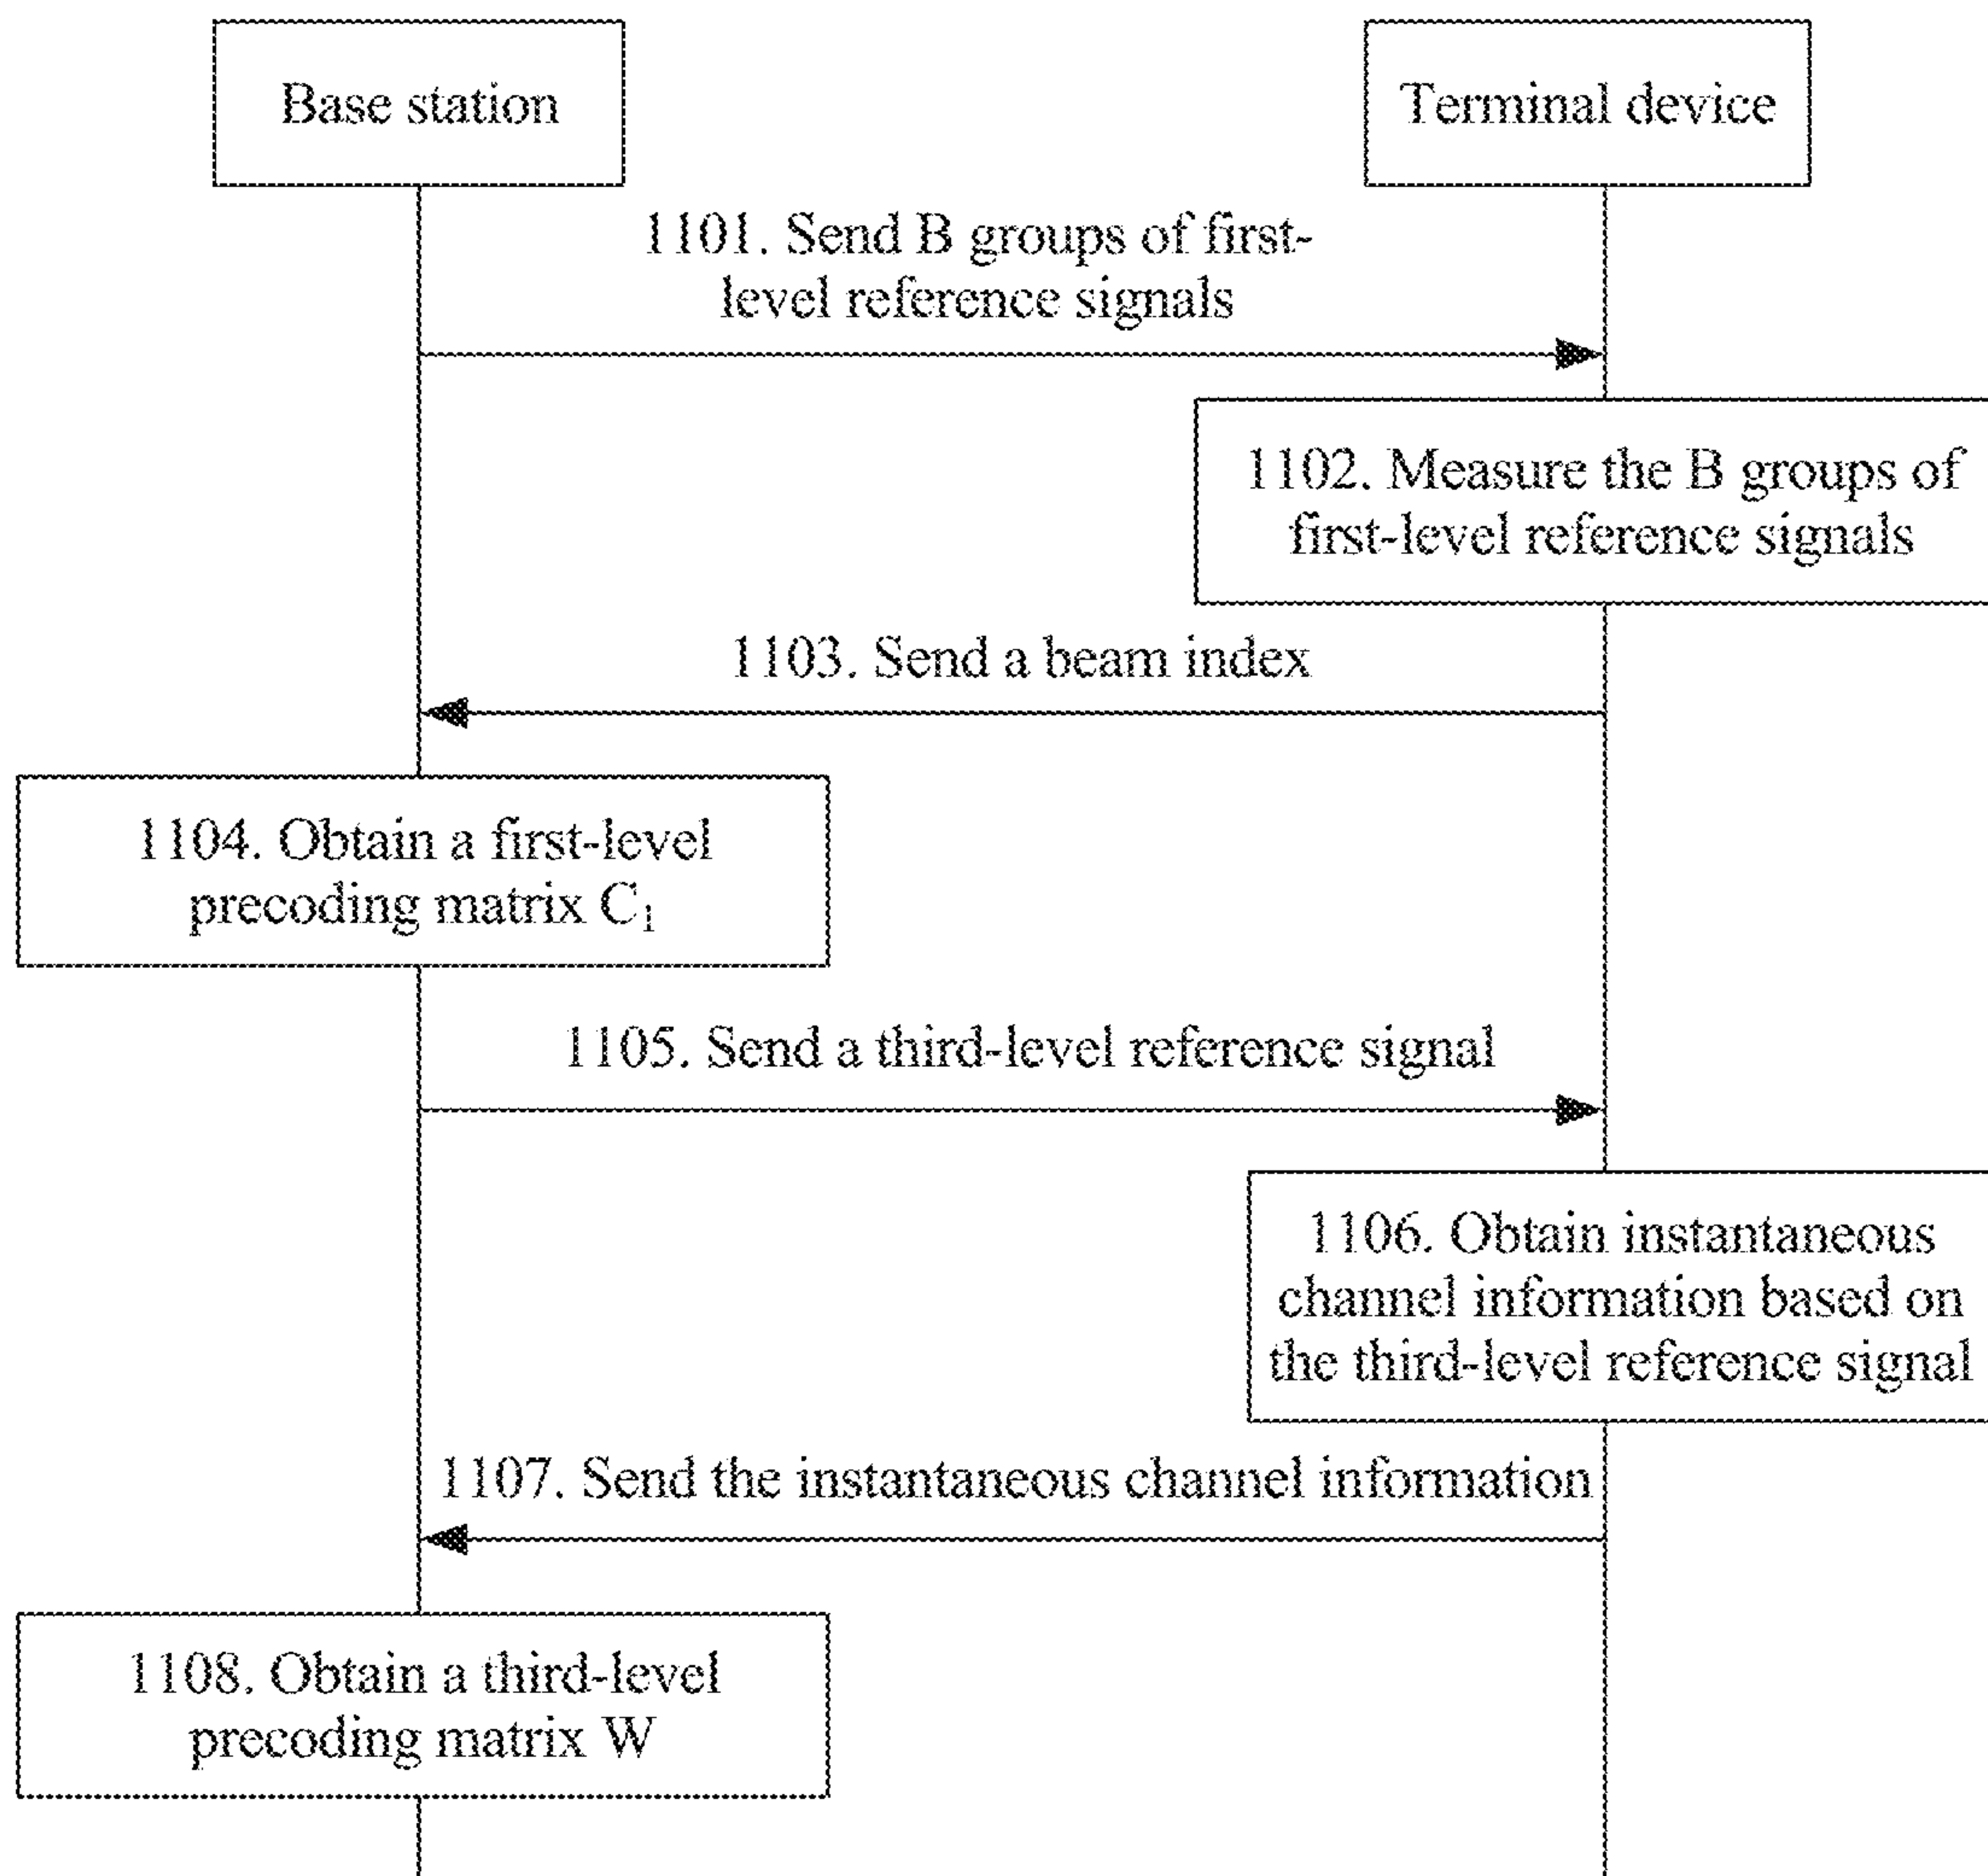 Base station
Terminal device
1101. Send B groups of first-
level reference signals
1102. Measure the B groups of
first-level reference signals
1103. Send a beam index
1104. Obtain a first-level
precoding matrix C₁
1105. Send a third-level reference signal
1106. Obtain instantaneous
channel information based on
the third-level reference signal
1107. Send the instantaneous channel information
1108. Obtain a third-level
precoding matrix W